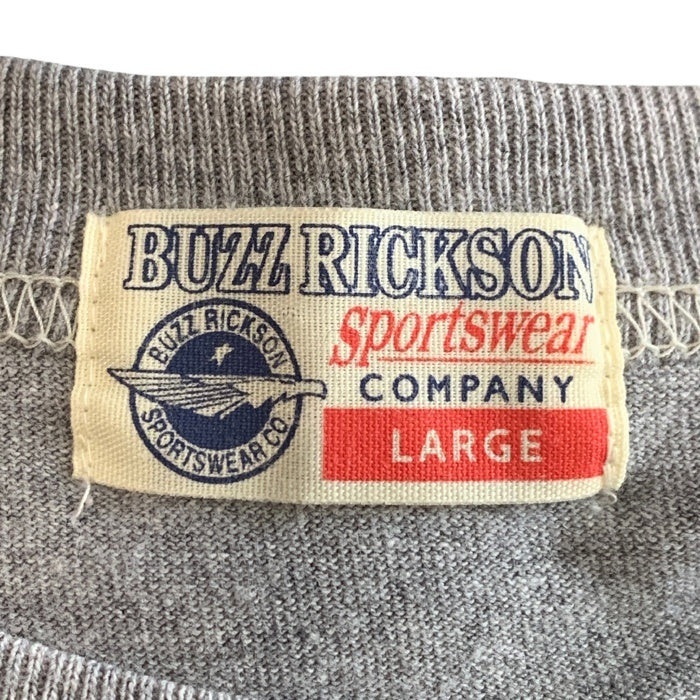 BUZZ RICKSON
Sportswear
COMPANY
LARGE
BUZZ RICKSON
SPORTSWEAR CO.